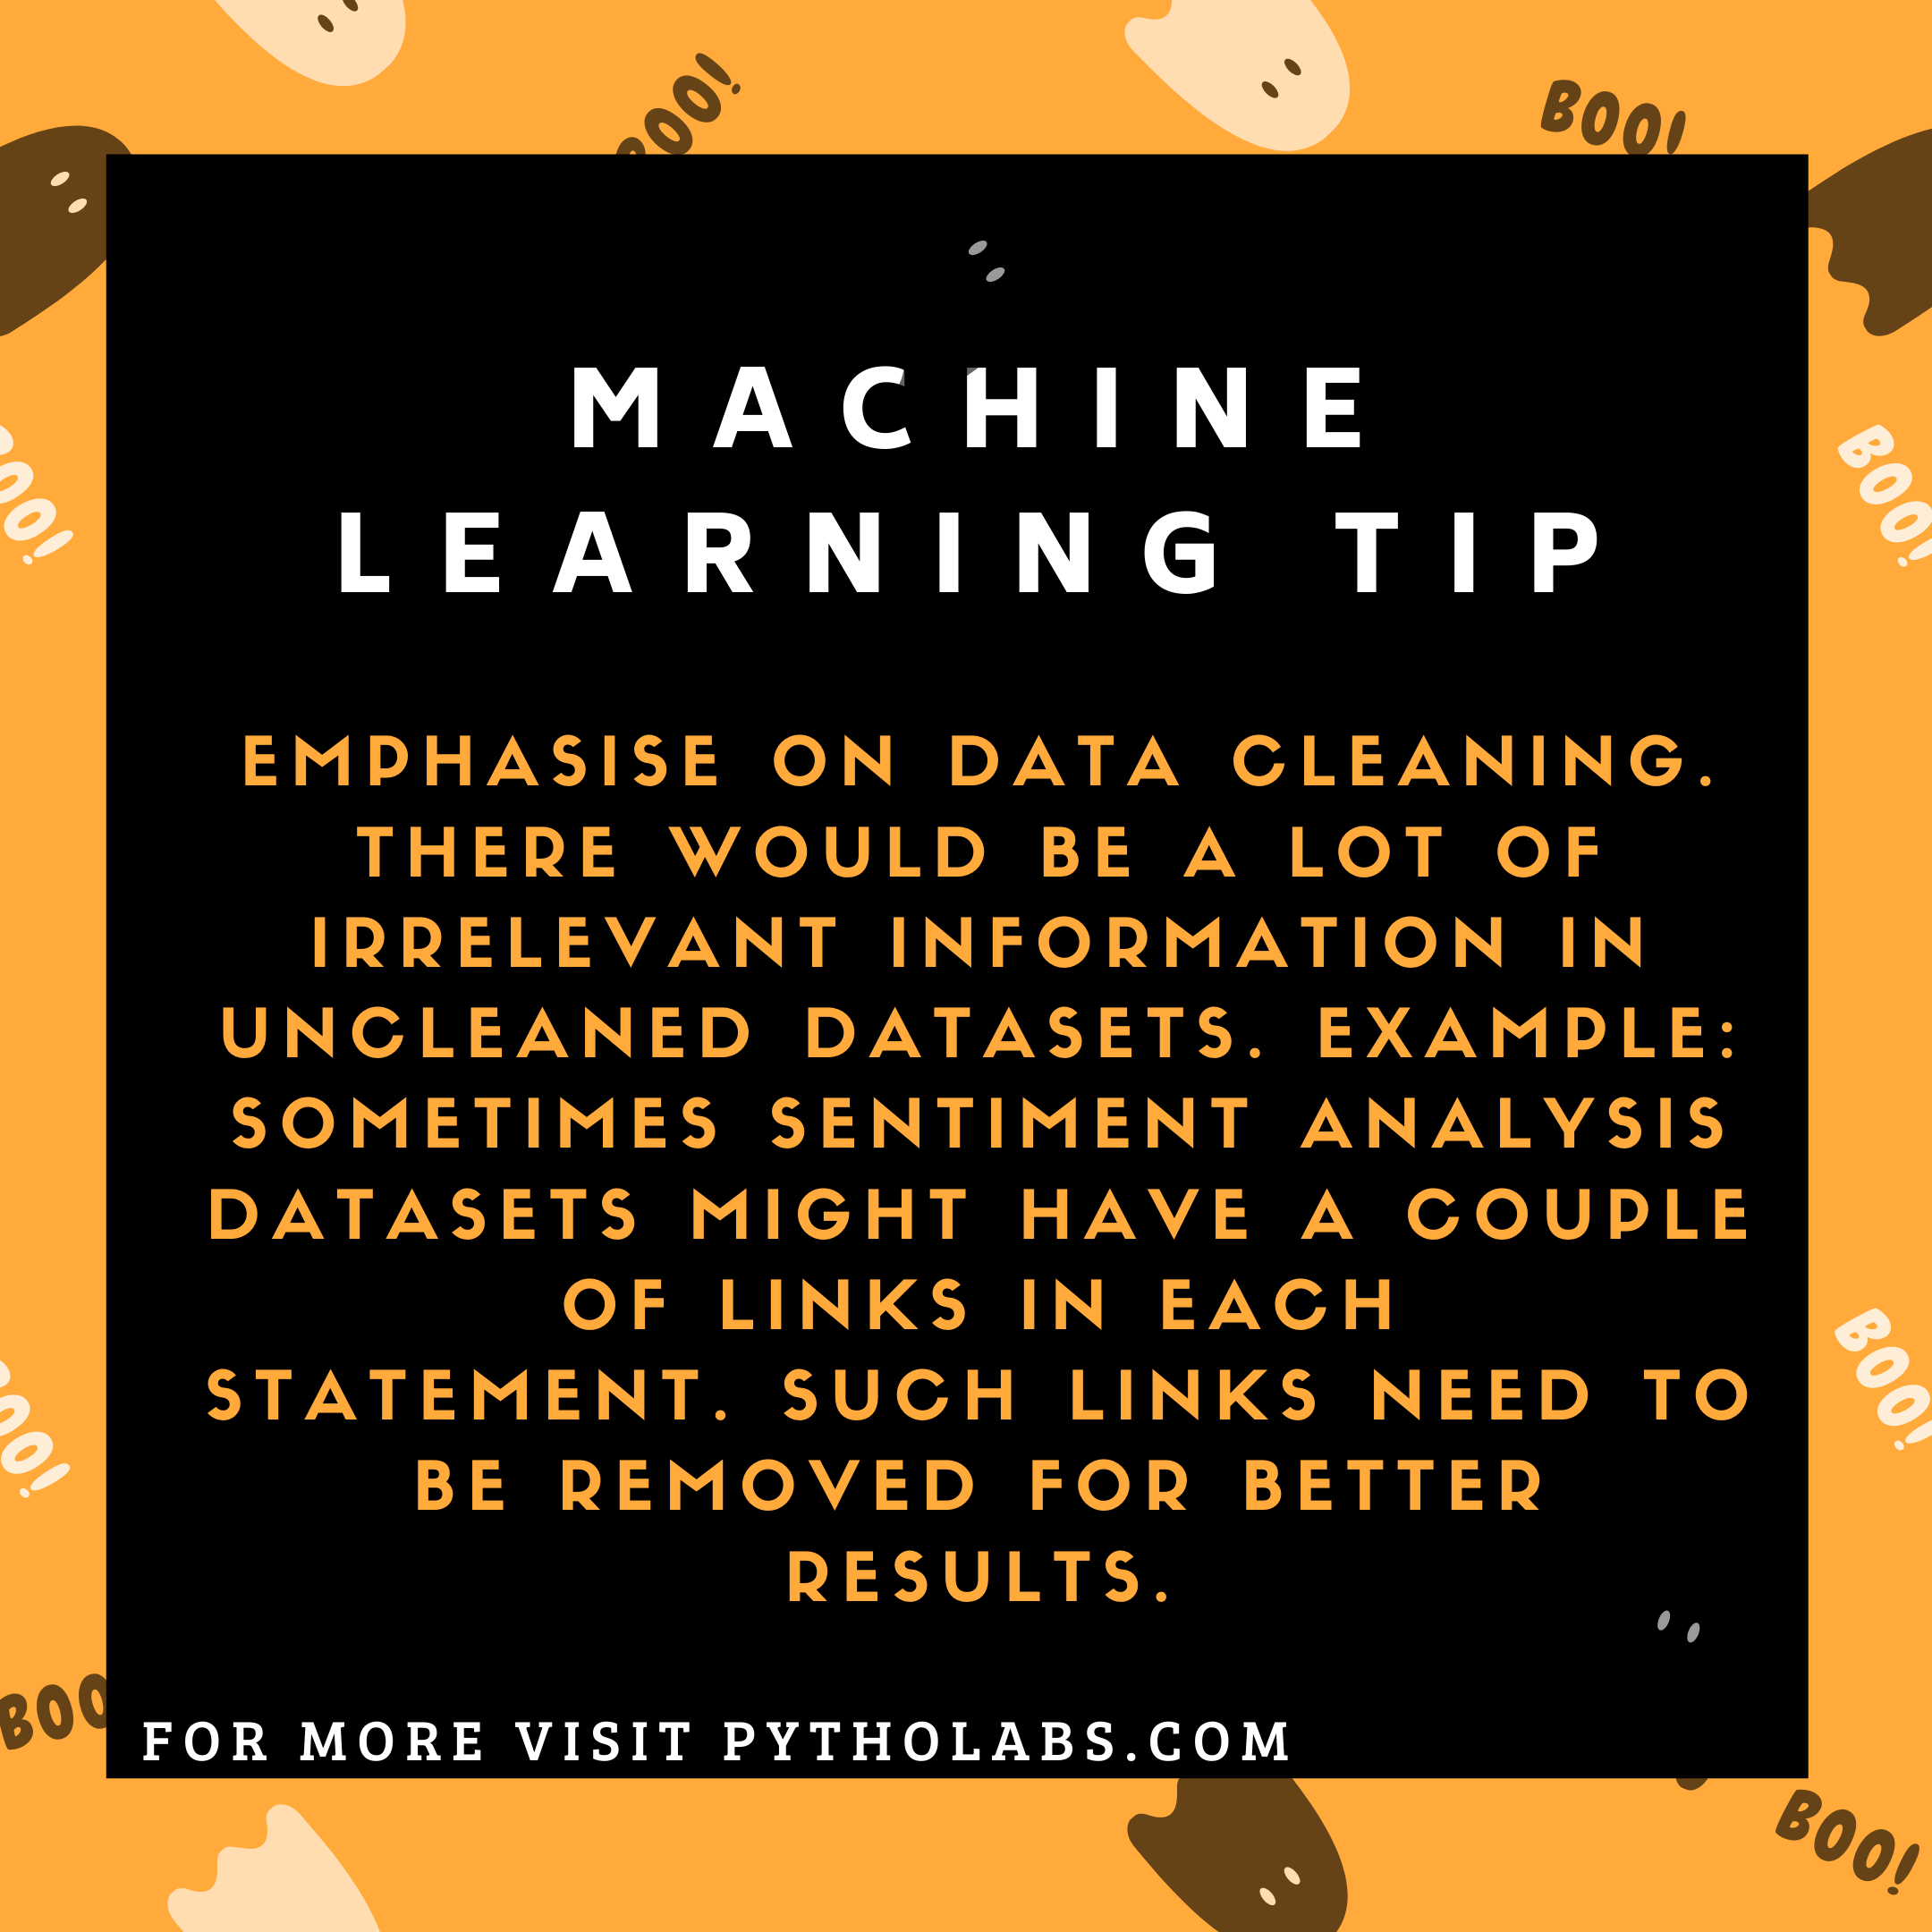 BOO!
BOO!
MACHINE
LEARNING TIP
EMPHASISE ON DATA CLEANING.
THERE WOULD BE A LOT OF
IRRELEVANT INFORMATION IN
UNCLEANED DATASETS. EXAMPLE:
SOMETIMES SENTIMENT ANALYSIS
DATASETS MIGHT HAVE A COUPLE
OF LINKS IN EACH
STATEMENT. SUCH LINKS NEED TO
BE REMOVED FOR BETTER
RESULTS.
FOR MORE VISIT PYTHOLABS.COM
BOO!
BOO!
BOO!
BOO!
BOO
BOO!